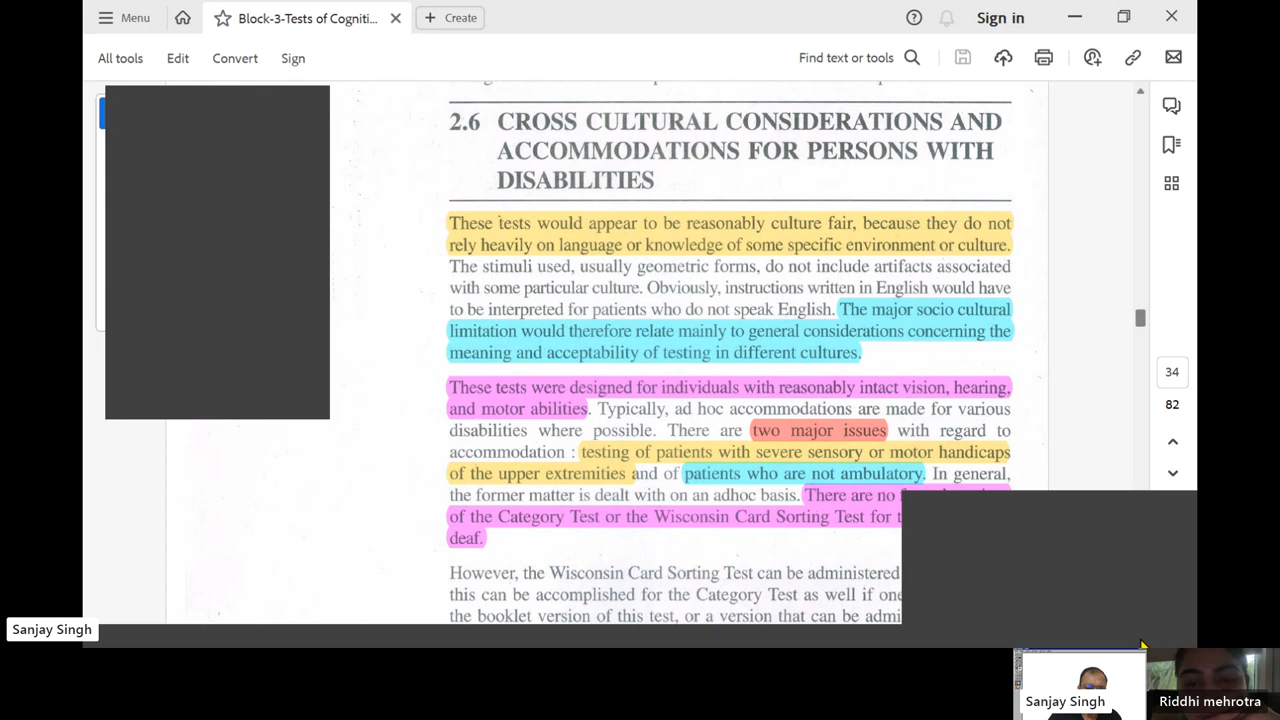 Menu
Block-3-Tests of Cogniti...
Create
Sign in
All tools
Edit
Convert
Sign
Find text or tools
2.6 CROSS CULTURAL CONSIDERATIONS AND
ACCOMMODATIONS FOR PERSONS WITH
DISABILITIES
These tests would appear to be reasonably culture fair, because they do not
rely heavily on language or knowledge of some specific environment or culture.
The stimuli used, usually geometric forms, do not include artifacts associated
with some particular culture. Obviously, instructions written in English would have
to be interpreted for patients who do not speak English. The major socio cultural
limitation would therefore relate mainly to general considerations concerning the
meaning and acceptability of testing in different cultures.
These tests were designed for individuals with reasonably intact vision, hearing,
and motor abilities. Typically, ad hoc accommodations are made for various
disabilities where possible. There are two major issues with regard to
accommodation : testing of patients with severe sensory or motor handicaps
of the upper extremities and of patients who are not ambulatory. In general,
the former matter is dealt with on an adhoc basis. There are no
of the Category Test or the Wisconsin Card Sorting Test for
deaf.
However, the Wisconsin Card Sorting Test can be administered
this can be accomplished for the Category Test as well if one
the booklet version of this test, or a version that can be
34
82
Sanjay Singh
Sanjay Singh
Riddhi mehrotra